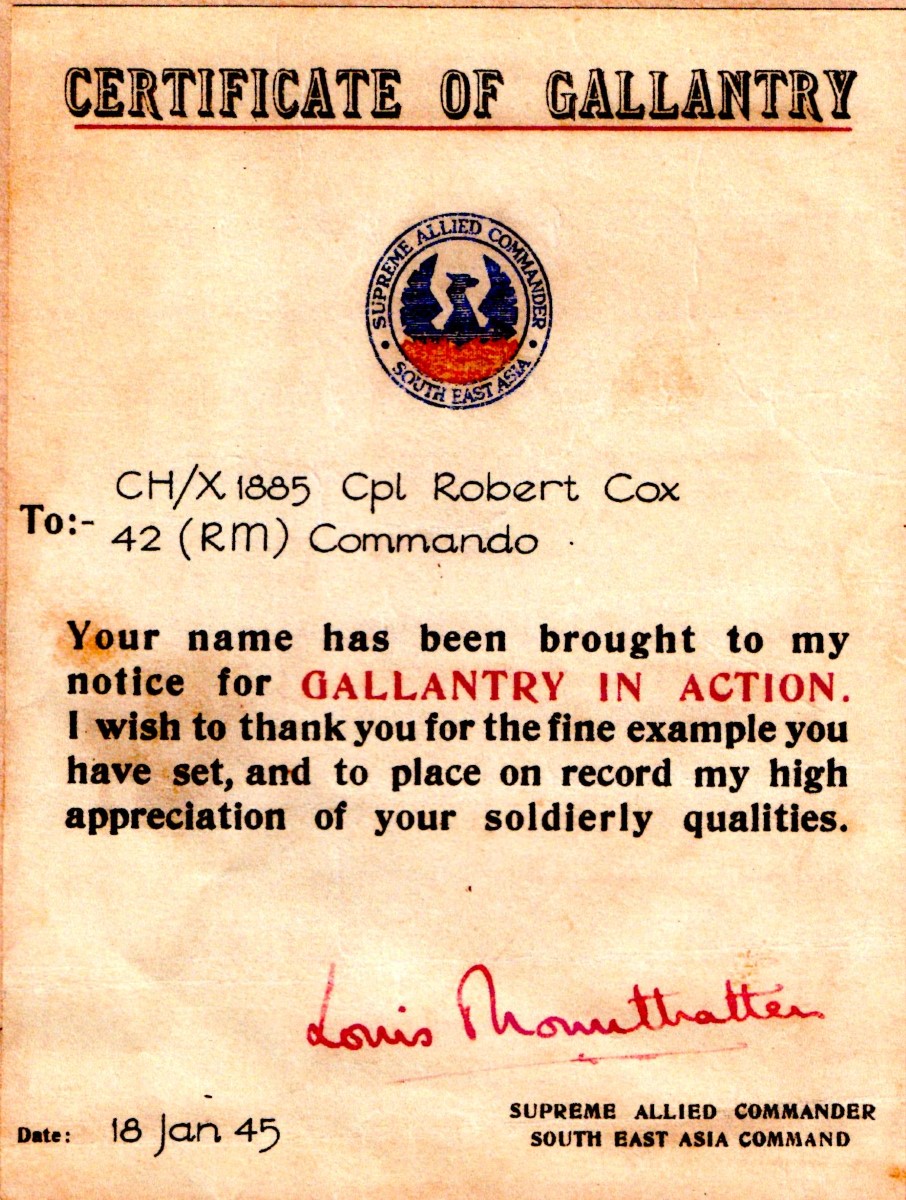 CERTIFICATE OF GALLANTRY
SUPREME ALLIED COMMANDER
SOUTH EAST ASIA
To:- CH/X 1885 Cpl Robert Cox
42 (RM) Commando
Your name has been brought to my
notice for GALLANTRY IN ACTION.
I wish to thank you for the fine example you
have set, and to place on record my high
appreciation of your soldierly qualities.
Louis Mountbatten
SUPREME ALLIED COMMANDER
SOUTH EAST ASIA COMMAND
Date: 18 Jan 45